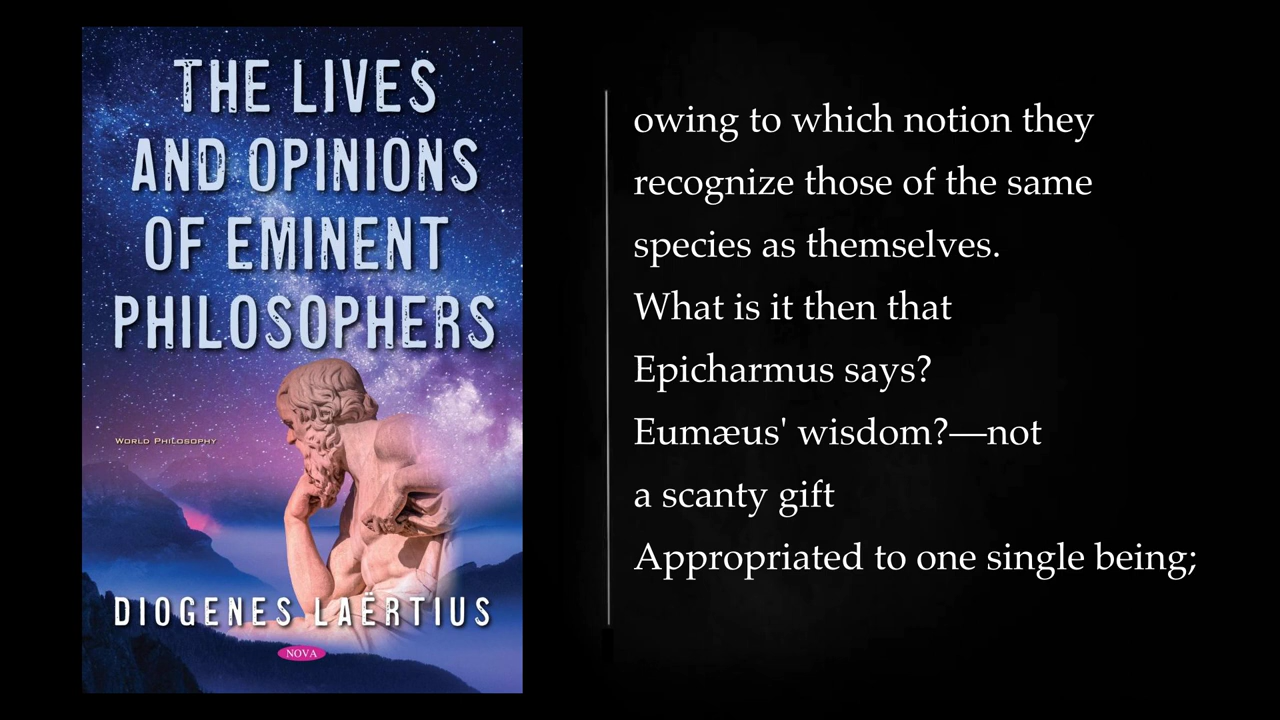 THE LIVES
AND OPINIONS
OF EMINENT
PHILOSOPHERS
WORLD PHILOSOPHY
DIOGENES LAËRTIUS
NOVA
owing to which notion they
recognize those of the same
species as themselves.
What is it then that
Epicharmus says?
Eumæus' wisdom?—not
a scanty gift
Appropriated to one single being;